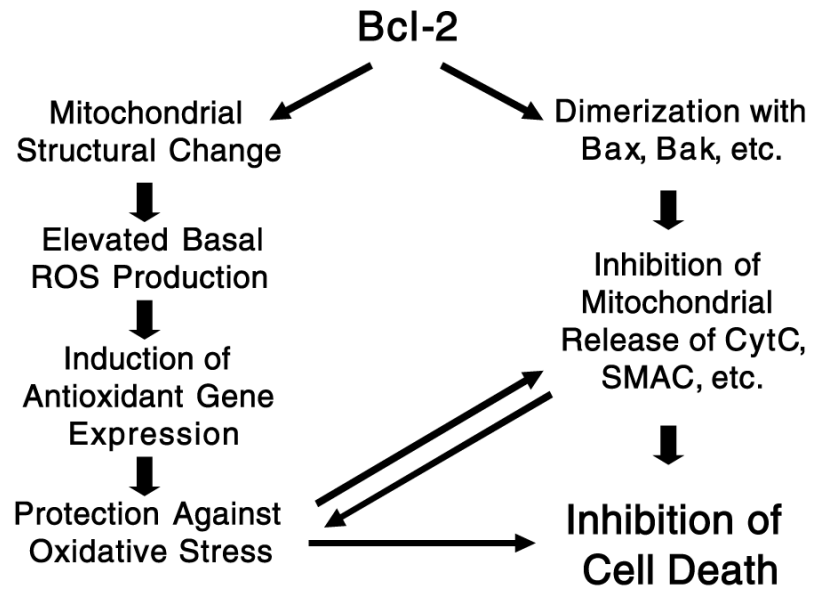 Bcl-2
Mitochondrial
Structural Change
Elevated Basal
ROS Production
Induction of
Antioxidant Gene
Expression
Protection Against
Oxidative Stress
Dimerization with
Bax, Bak, etc.
Inhibition of
Mitochondrial
Release of CytC,
SMAC, etc.
Inhibition of
Cell Death